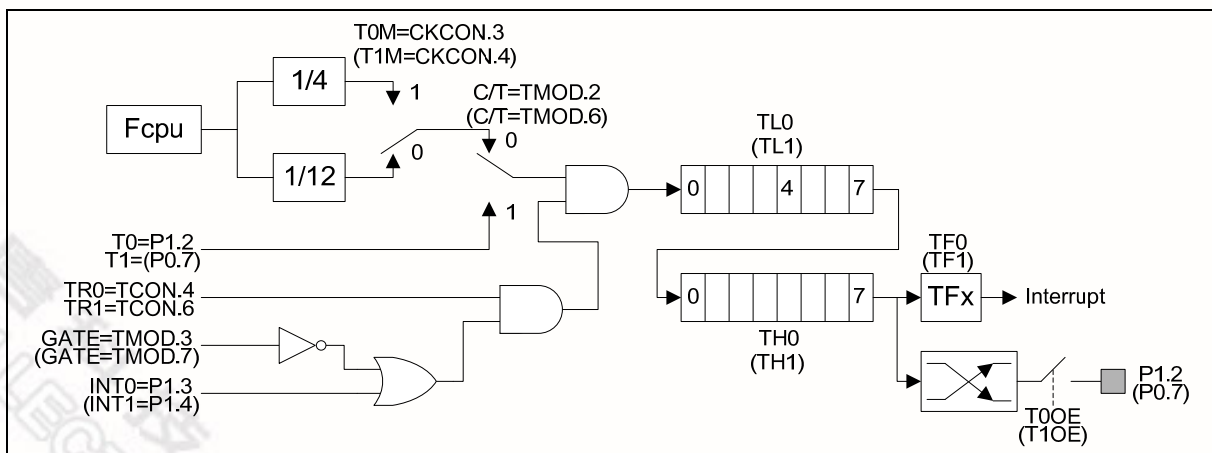 T0M=CKCON.3
(T1M=CKCON.4)
1/4
1
C/T=TMOD.2
(C/T=TMOD.6)
Fcpu
0
0
1/12
1
TL0
(TL1)
0 4 7
T0=P1.2
T1=(P0.7)
TR0=TCON.4
TR1=TCON.6
GATE=TMOD.3
(GATE=TMOD.7)
INT0=P1.3
(INT1=P1.4)
0 7
TH0
(TH1)
TF0
(TF1)
TFx
Interrupt
P1.2
(P0.7)
T0OE
(T1OE)